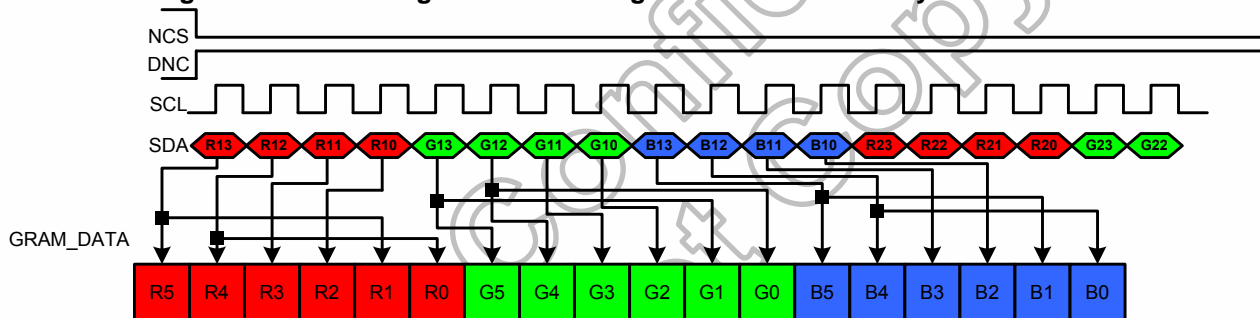 NCS
DNC
SCL
SDA R13 R12 R11 R10 G13 G12 G11 G10 B13 B12 B11 B10 R23 R22 R21 R20 G23 G22
GRAM_DATA
R5 R4 R3 R2 R1 R0 G5 G4 G3 G2 G1 G0 B5 B4 B3 B2 B1 B0